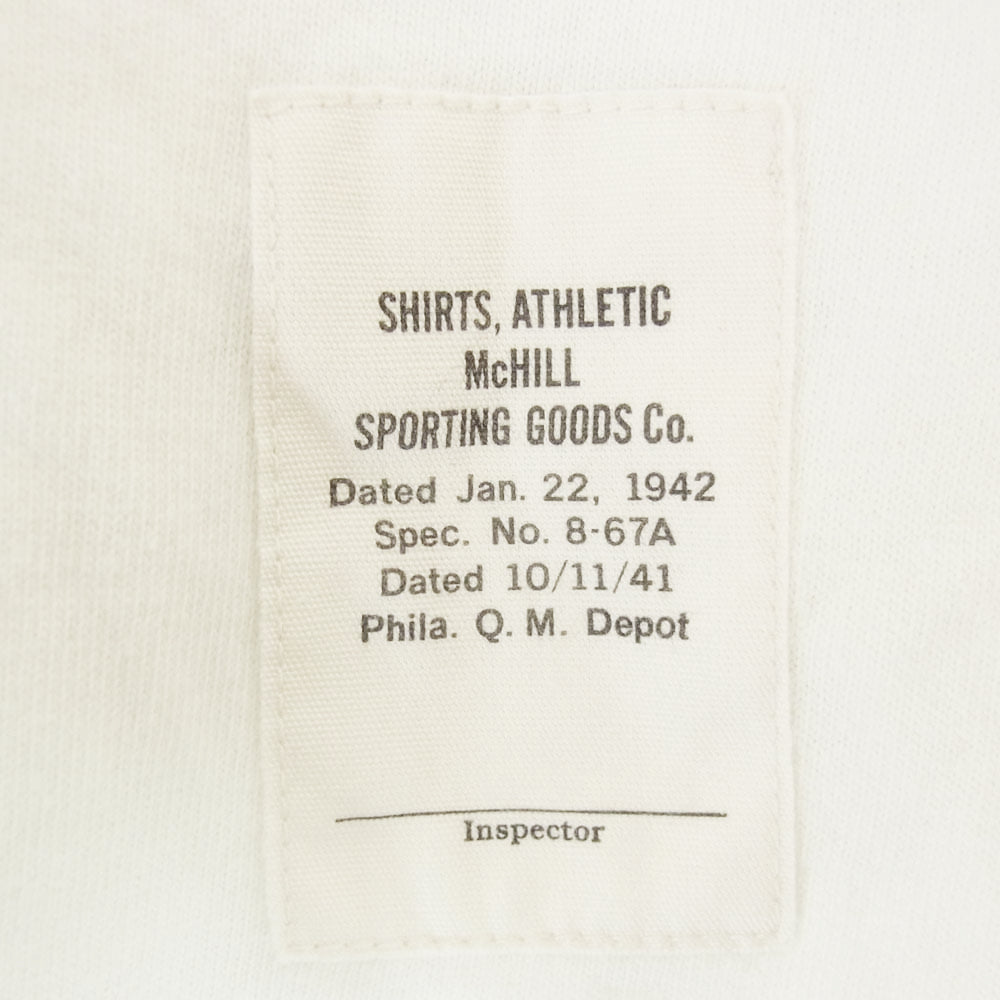 SHIRTS, ATHLETIC
McHILL
SPORTING GOODS Co.
Dated Jan. 22, 1942
Spec. No. 8-67A
Dated 10/11/41
Phila. Q. M. Depot
Inspector